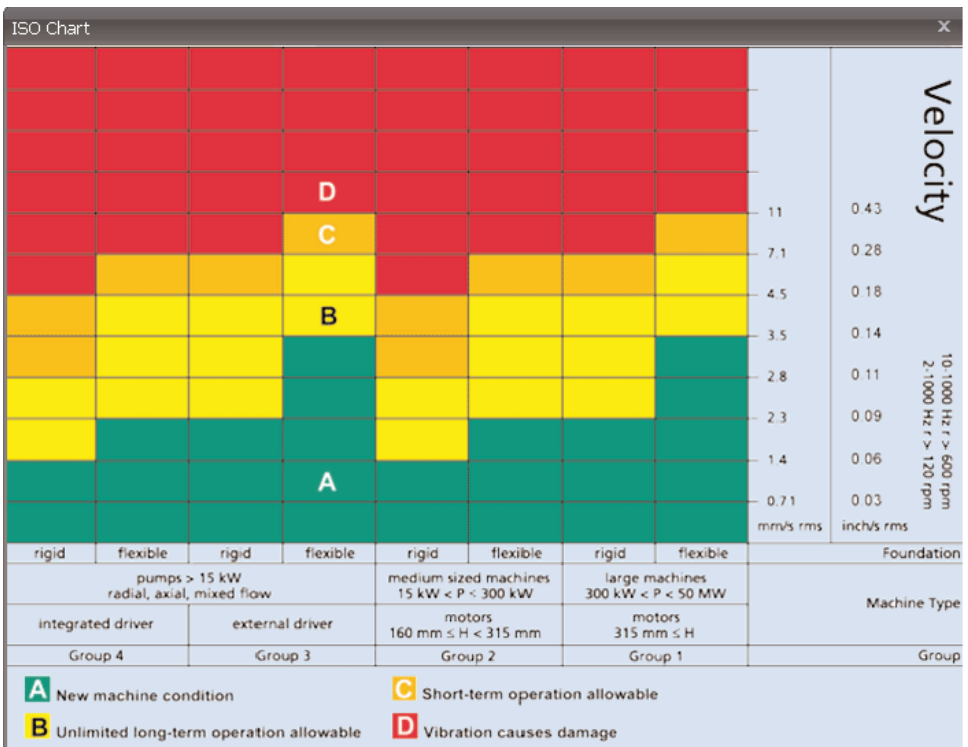 ISO Chart
x
Velocity
10-1000 Hz r > 600 rpm
2-1000 Hz r > 120 rpm
D
C
B
A
11 0.43
7.1 0.28
4.5 0.18
3.5 0.14
2.8 0.11
2.3 0.09
1.4 0.06
0.71 0.03
mm/s rms inch/s rms
rigid flexible rigid flexible rigid flexible rigid flexible Foundation
pumps > 15 kW
radial, axial, mixed flow
medium sized machines
15 kW < P ≤ 300 kW
large machines
300 kW < P < 50 MW
Machine Type
integrated driver
external driver
motors
160 mm ≤ H < 315 mm
motors
315 mm ≤ H
Group 4 Group 3 Group 2 Group 1 Group
A New machine condition
C Short-term operation allowable
B Unlimited long-term operation allowable
D Vibration causes damage